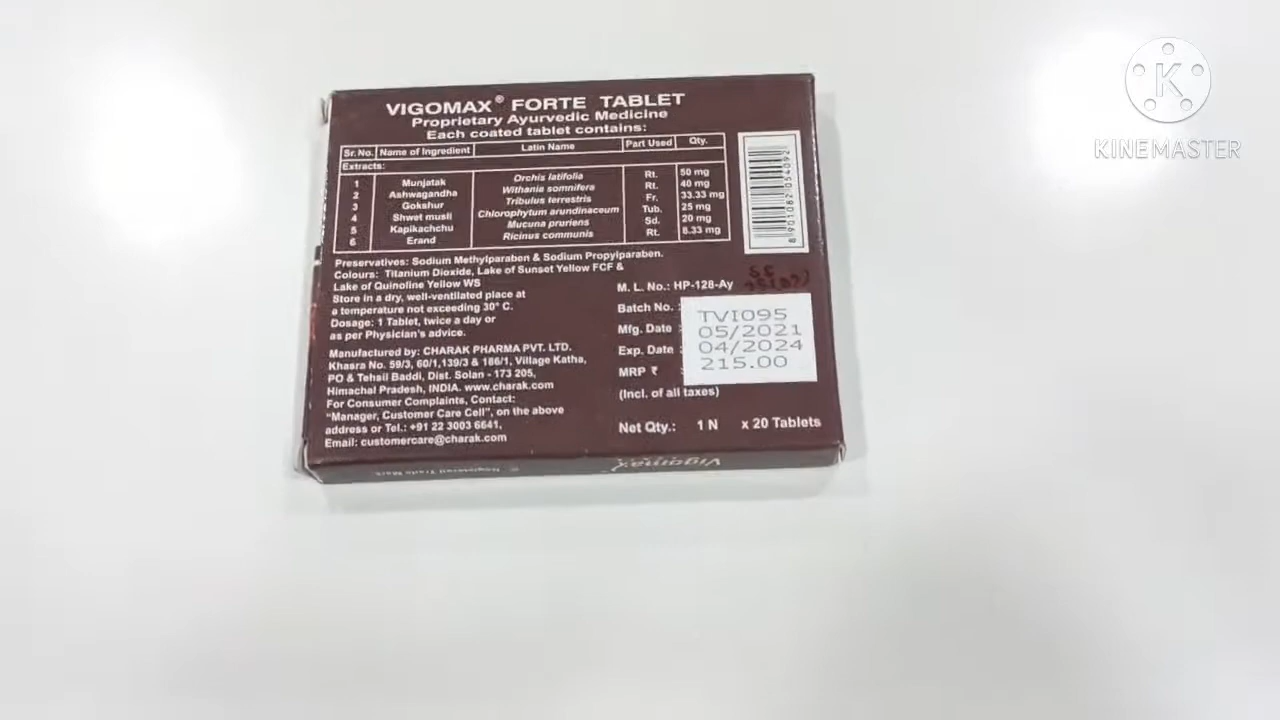 VIGOMAX® FORTE TABLET
Proprietary Ayurvedic Medicine
Each coated tablet contains:
Sr.No. Name of Ingredient Latin Name Part Used Qty.
Extracts:
1 Munjatak Orchis latifolia Rt. 50 mg
2 Ashwagandha Withania somnifera Rt. 40 mg
3 Gokshur Tribulus terrestris Fr. 33.33 mg
4 Shwet musli Chlorophytum arundinaceum Tub. 25 mg
5 Kapikachchu Mucuna pruriens Sd. 20 mg
6 Erand Ricinus communis Rt. 8.33 mg
Preservatives: Sodium Methylparaben & Sodium Propylparaben.
Colours: Titanium Dioxide, Lake of Sunset Yellow FCF &
Lake of Quinoline Yellow WS
Store in a dry, well-ventilated place at
a temperature not exceeding 30° C.
Dosage: 1 Tablet, twice a day or
as per Physician's advice.
Manufactured by: CHARAK PHARMA PVT. LTD.
Khasra No. 59/3, 60/1,139/3 & 186/1, Village Katha,
PO & Tehsil Baddi, Dist. Solan - 173 205,
Himachal Pradesh, INDIA. www.charak.com
For Consumer Complaints, Contact:
"Manager, Customer Care Cell", on the above
address or Tel.: +91 22 3003 6641,
Email: customercare@charak.com
M. L. No.: HP-128-Ay
Batch No. : TVI095
Mfg. Date : 05/2021
Exp. Date : 04/2024
MRP ₹ : 215.00
(Incl. of all taxes)
Net Qty.: 1 N x 20 Tablets
Vigomax
® Registered Trade Mark
K
KINEMASTER